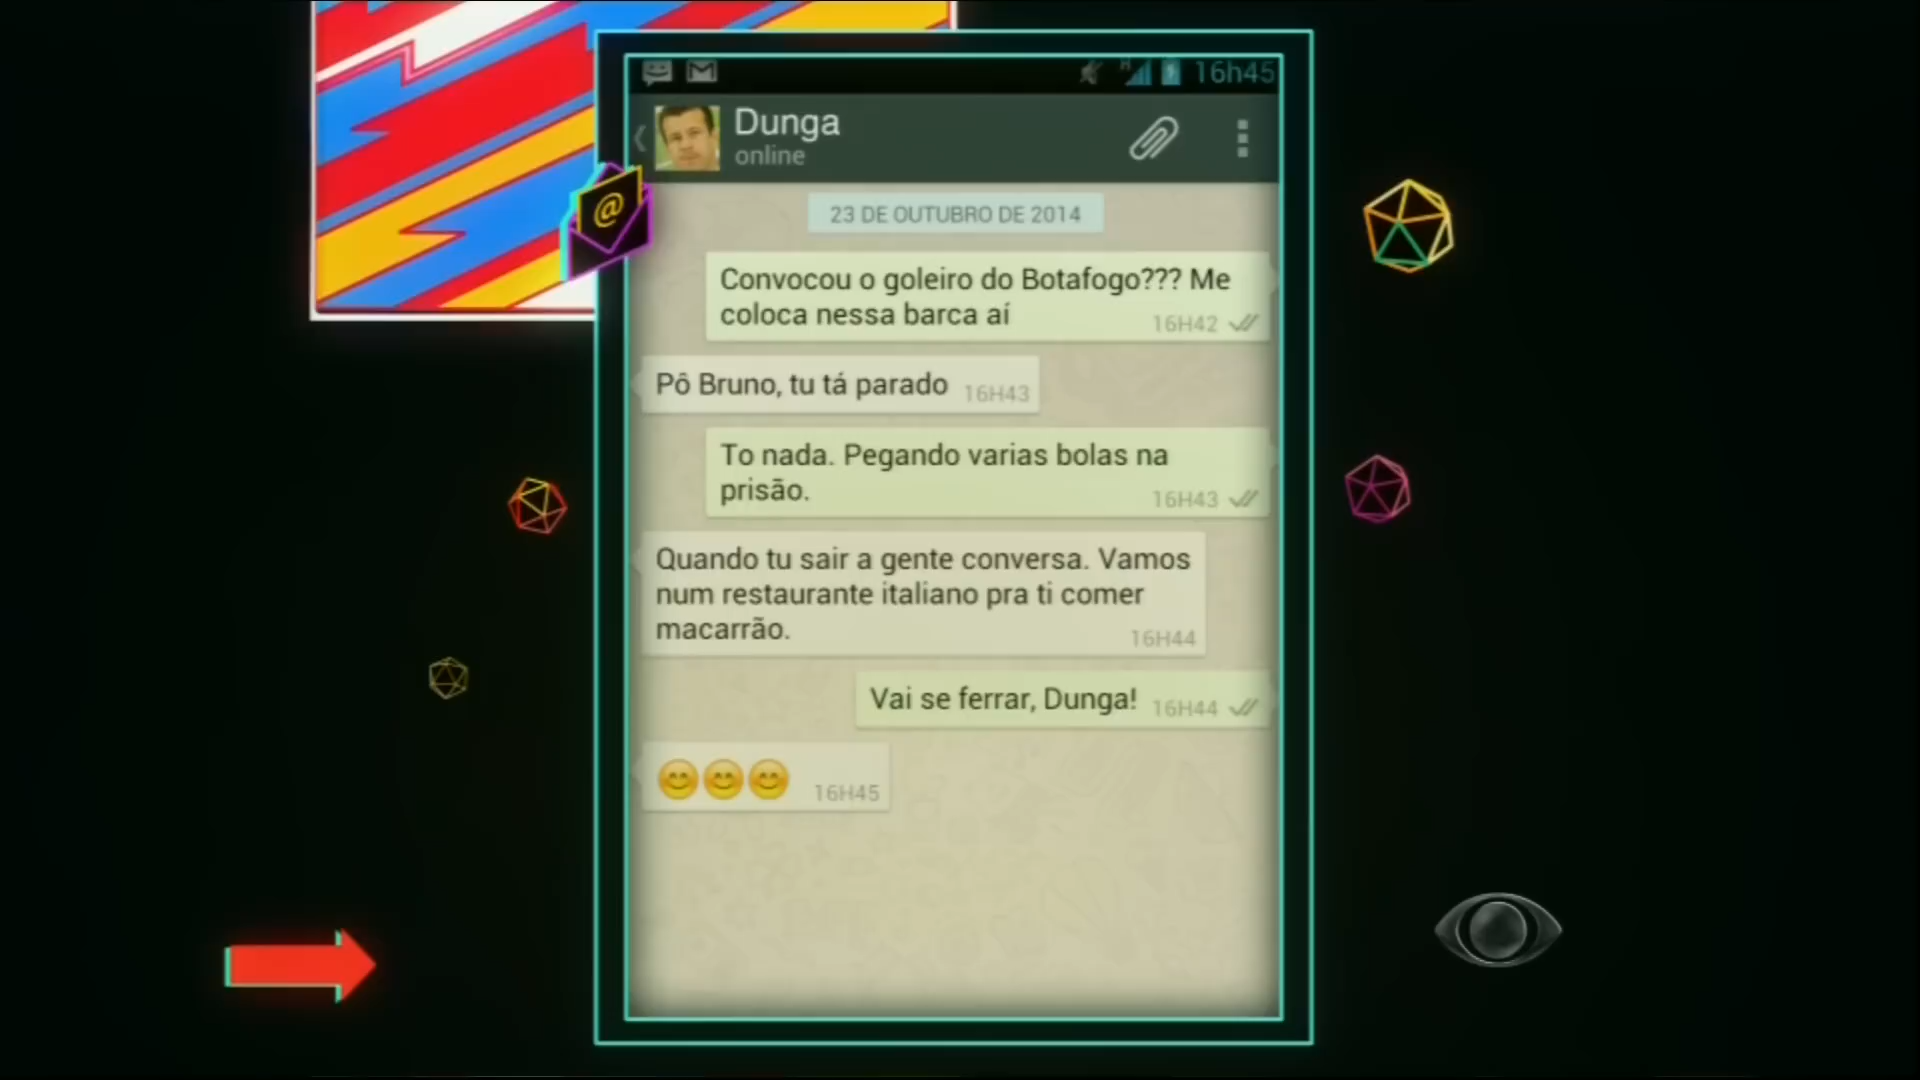 16h45
Dunga
online
@
23 DE OUTUBRO DE 2014
Convocou o goleiro do Botafogo??? Me
coloca nessa barca aí
16H42
Pô Bruno, tu tá parado 16H43
To nada. Pegando varias bolas na
prisão.
16H43
Quando tu sair a gente conversa. Vamos
num restaurante italiano pra ti comer
macarrão.
16H44
Vai se ferrar, Dunga! 16H44
😊😊😊 16H45